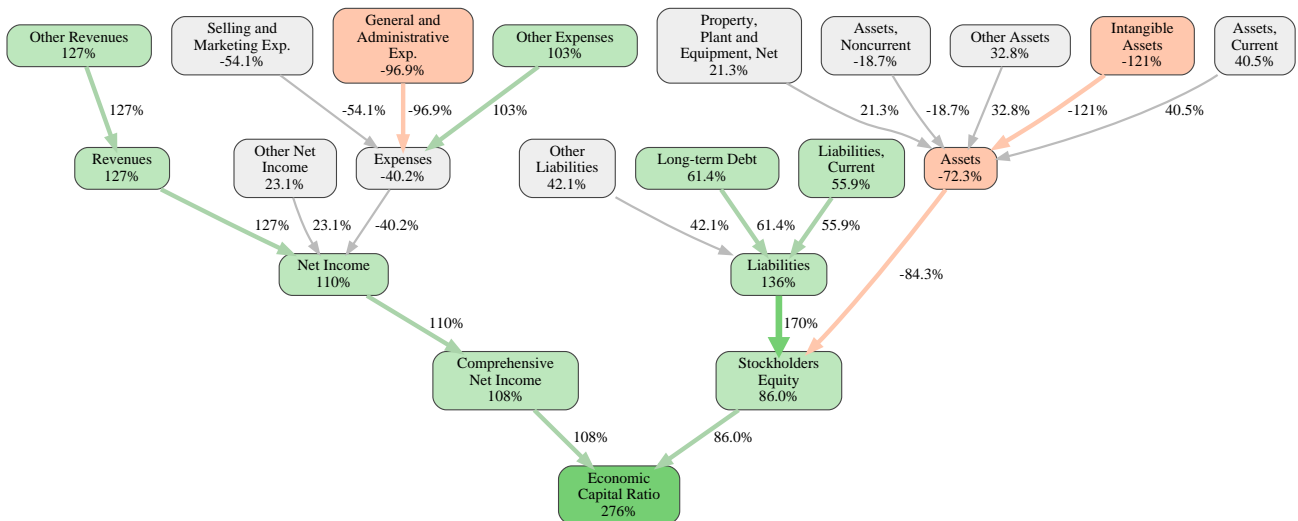 Other Revenues
127%
Selling and
Marketing Exp.
-54.1%
General and
Administrative
Exp.
-96.9%
Other Expenses
103%
Property,
Plant and
Equipment, Net
21.3%
Assets,
Noncurrent
-18.7%
Other Assets
32.8%
Intangible
Assets
-121%
Assets,
Current
40.5%
127%
-54.1%
-96.9%
103%
21.3%
-18.7%
32.8%
-121%
40.5%
Revenues
127%
Other Net
Income
23.1%
Expenses
-40.2%
Other
Liabilities
42.1%
Long-term Debt
61.4%
Liabilities,
Current
55.9%
Assets
-72.3%
127%
23.1%
-40.2%
42.1%
61.4%
55.9%
Net Income
110%
Liabilities
136%
-84.3%
110%
170%
Comprehensive
Net Income
108%
Stockholders
Equity
86.0%
108%
86.0%
Economic
Capital Ratio
276%